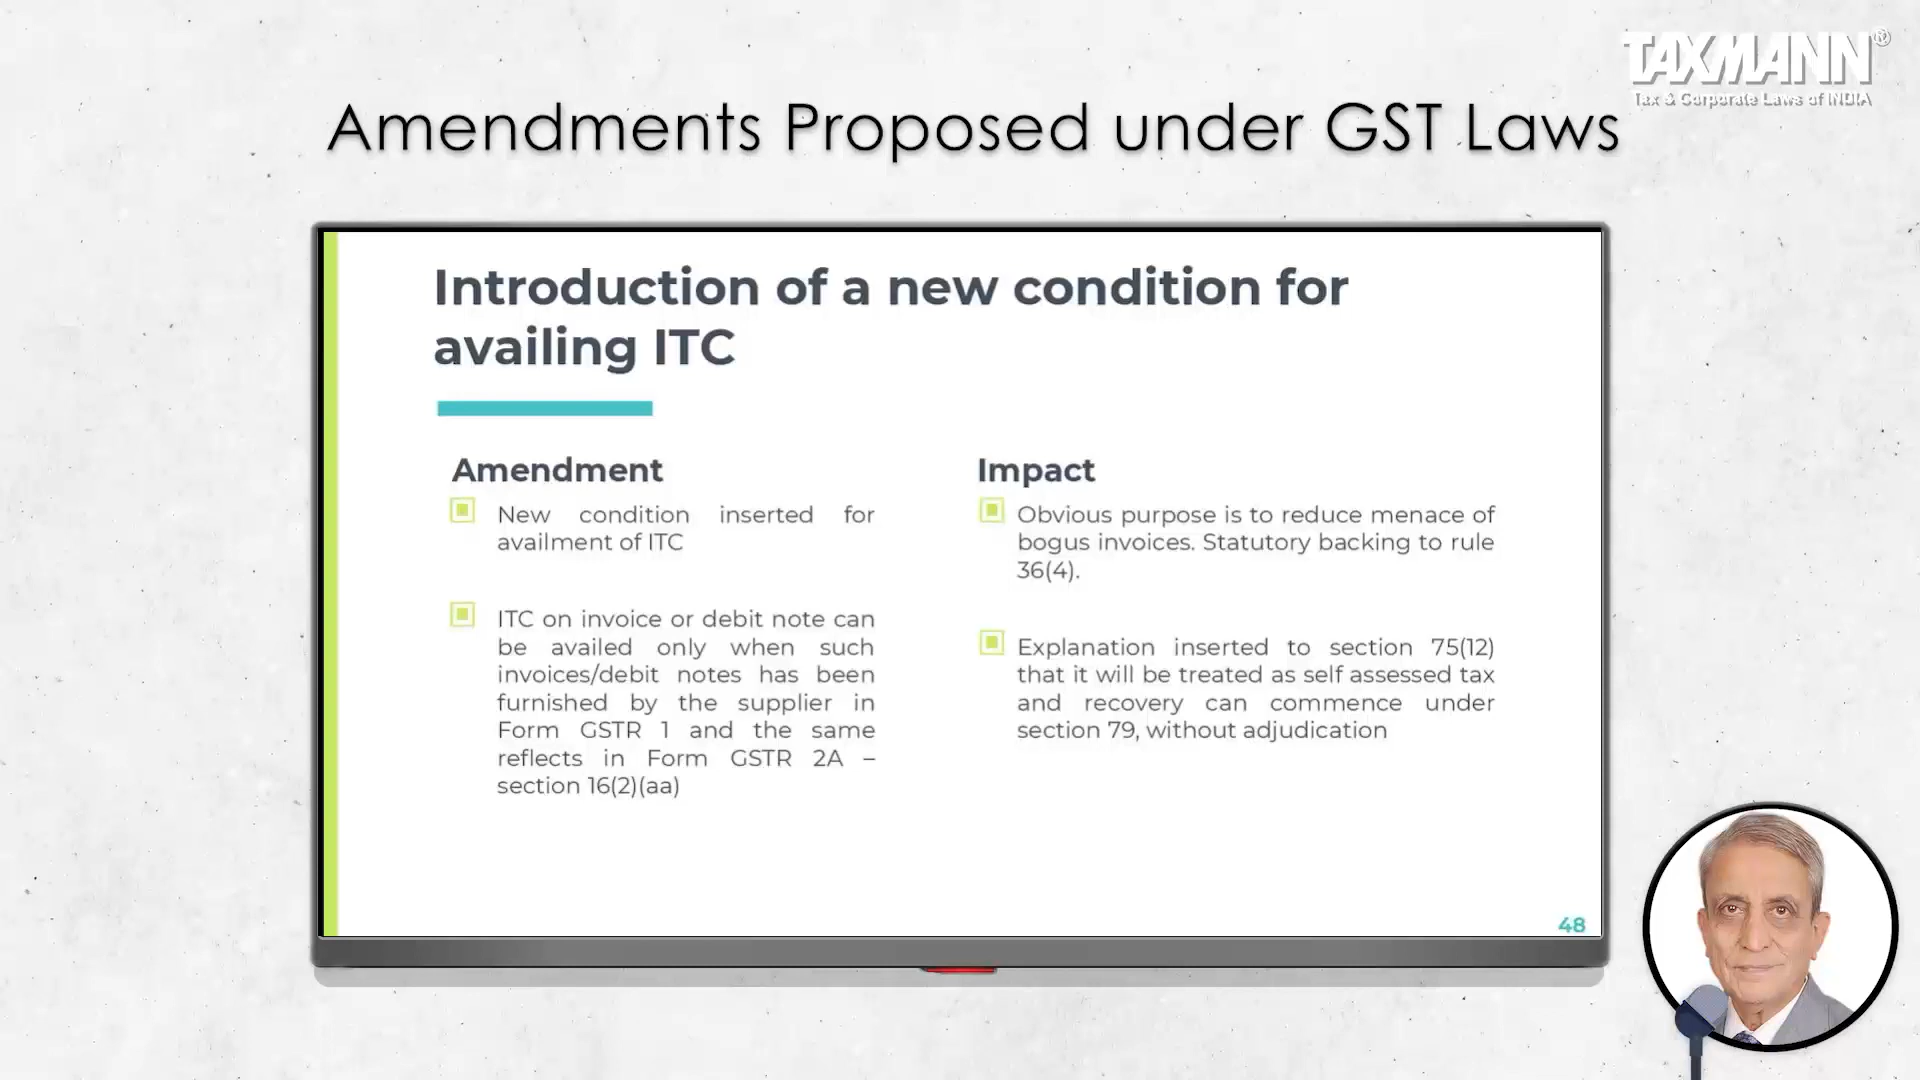 TAXMANN®
Tax & Corporate Laws of INDIA
Amendments Proposed under GST Laws
Introduction of a new condition for
availing ITC
Amendment
New condition inserted for
availment of ITC
ITC on invoice or debit note can
be availed only when such
invoices/debit notes has been
furnished by the supplier in
Form GSTR 1 and the same
reflects in Form GSTR 2A –
section 16(2)(aa)
Impact
Obvious purpose is to reduce menace of
bogus invoices. Statutory backing to rule
36(4).
Explanation inserted to section 75(12)
that it will be treated as self assessed tax
and recovery can commence under
section 79, without adjudication
48